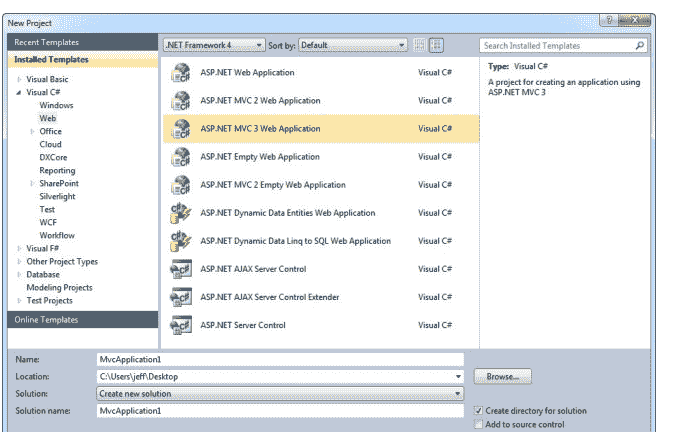 New Project
Recent Templates
Installed Templates
Visual Basic
Visual C#
Windows
Web
Office
Cloud
DXCore
Reporting
SharePoint
Silverlight
Test
WCF
Workflow
Visual F#
Other Project Types
Database
Modeling Projects
Test Projects
Online Templates
.NET Framework 4 Sort by: Default
ASP.NET Web Application Visual C#
ASP.NET MVC 2 Web Application Visual C#
ASP.NET MVC 3 Web Application Visual C#
ASP.NET Empty Web Application Visual C#
ASP.NET MVC 2 Empty Web Application Visual C#
ASP.NET Dynamic Data Entities Web Application Visual C#
ASP.NET Dynamic Data Linq to SQL Web Application Visual C#
ASP.NET AJAX Server Control Visual C#
ASP.NET AJAX Server Control Extender Visual C#
ASP.NET Server Control Visual C#
Search Installed Templates
Type: Visual C#
A project for creating an application using
ASP.NET MVC 3
Name: MvcApplication1
Location: C:\Users\jeff\Desktop Browse...
Solution: Create new solution
Solution name: MvcApplication1
Create directory for solution
Add to source control